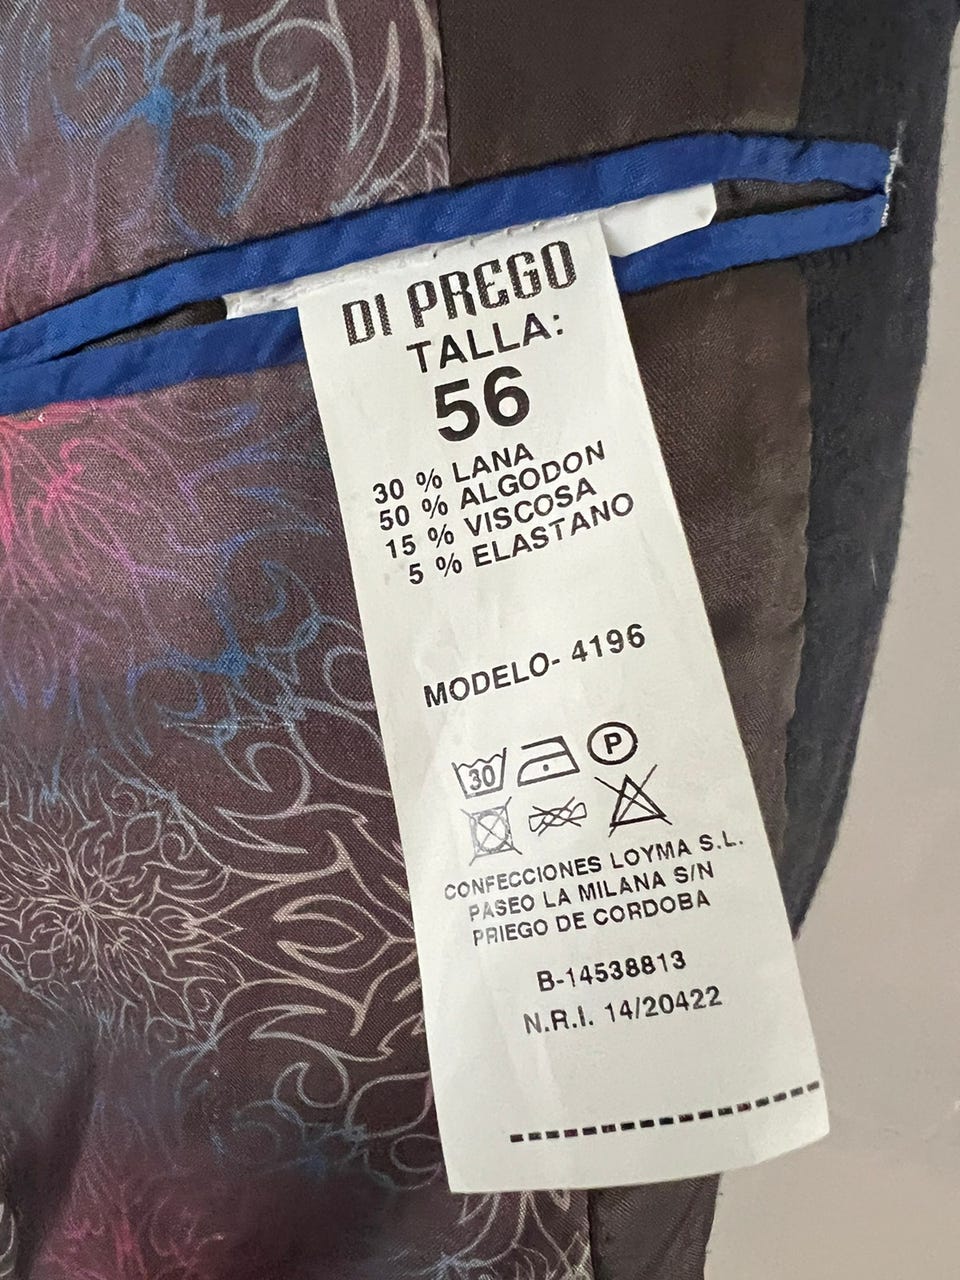 DI PREGO
TALLA:
56
30 % LANA
50 % ALGODON
15 % VISCOSA
5 % ELASTANO
MODELO- 4196
30
P
CONFECCIONES LOYMA S.L.
PASEO LA MILANA S/N
PRIEGO DE CORDOBA
B-14538813
N.R.I. 14/20422